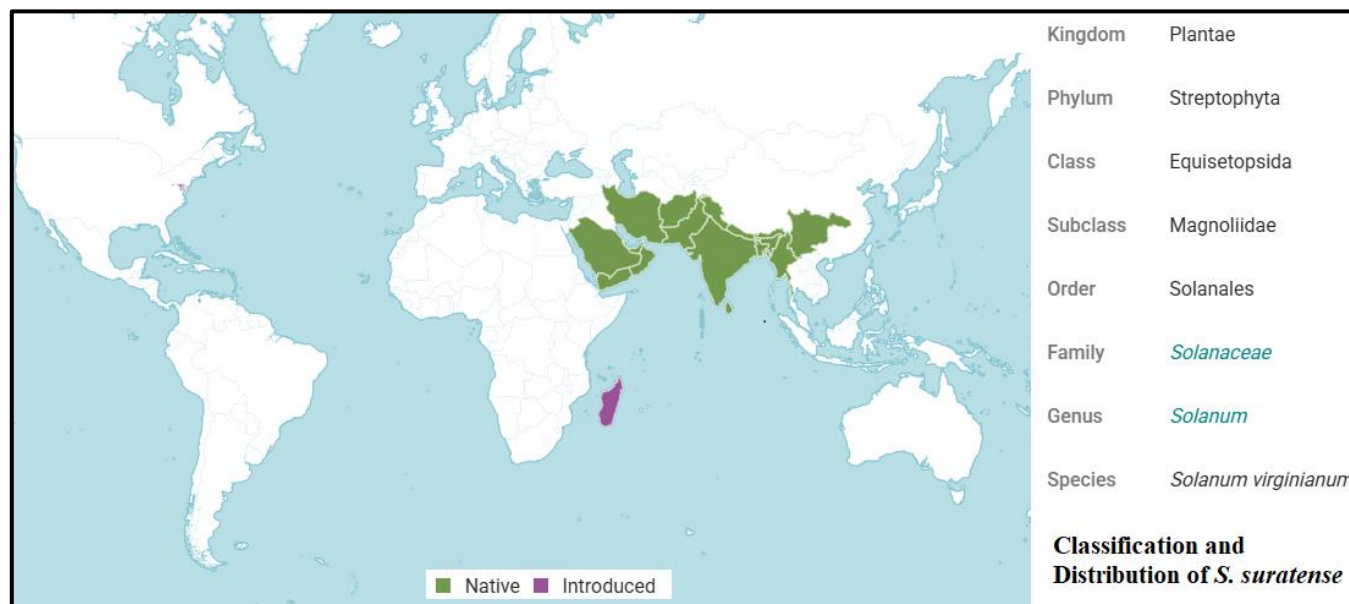 Kingdom Plantae
Phylum Streptophyta
Class Equisetopsida
Subclass Magnoliidae
Order Solanales
Family Solanaceae
Genus Solanum
Species Solanum virginianum
Classification and
Distribution of S. suratense
Native Introduced